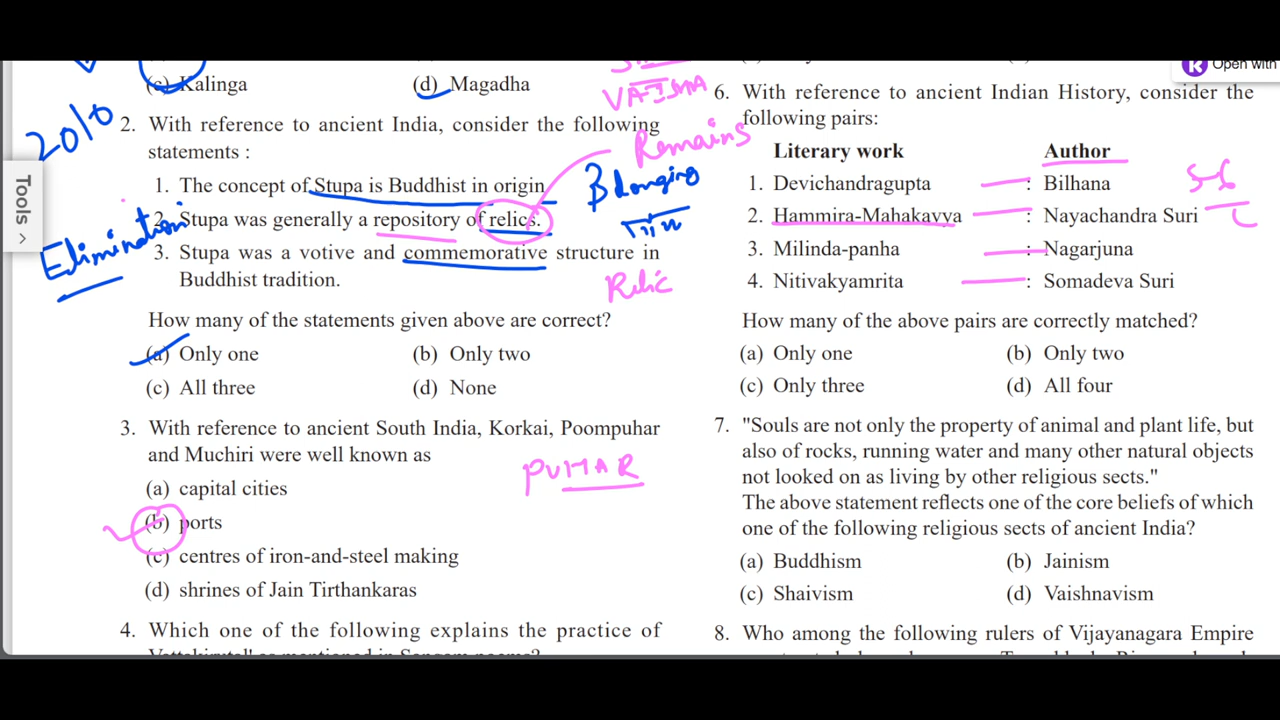 (c) Kalinga
(d) Magadha
VATSMA
2010
2. With reference to ancient India, consider the following
statements :
Remains
1. The concept of Stupa is Buddhist in origin
Belonging
2. Stupa was generally a repository of relics.
Elimination
3. Stupa was a votive and commemorative structure in
Buddhist tradition.
Relic
How many of the statements given above are correct?
(a) Only one
(b) Only two
(c) All three
(d) None
3. With reference to ancient South India, Korkai, Poompuhar
and Muchiri were well known as
PUHAR
(a) capital cities
(b) ports
(c) centres of iron-and-steel making
(d) shrines of Jain Tirthankaras
4. Which one of the following explains the practice of
Open with
6. With reference to ancient Indian History, consider the
following pairs:
Literary work
Author
1. Devichandragupta : Bilhana
2. Hammira-Mahakavya : Nayachandra Suri
3. Milinda-panha : Nagarjuna
4. Nitivakyamrita : Somadeva Suri
How many of the above pairs are correctly matched?
(a) Only one
(b) Only two
(c) Only three
(d) All four
7. "Souls are not only the property of animal and plant life, but
also of rocks, running water and many other natural objects
not looked on as living by other religious sects."
The above statement reflects one of the core beliefs of which
one of the following religious sects of ancient India?
(a) Buddhism
(b) Jainism
(c) Shaivism
(d) Vaishnavism
8. Who among the following rulers of Vijayanagara Empire
Tools